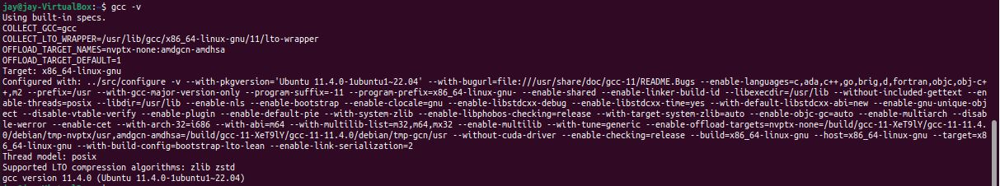 jay@jay-VirtualBox:~$ gcc -v
Using built-in specs.
COLLECT_GCC=gcc
COLLECT_LTO_WRAPPER=/usr/lib/gcc/x86_64-linux-gnu/11/lto-wrapper
OFFLOAD_TARGET_NAMES=nvptx-none:amdgcn-amdhsa
OFFLOAD_TARGET_DEFAULT=1
Target: x86_64-linux-gnu
Configured with: ../src/configure -v --with-pkgversion='Ubuntu 11.4.0-1ubuntu1~22.04' --with-bugurl=file:///usr/share/doc/gcc-11/README.Bugs --enable-languages=c,ada,c++,go,brig,d,fortran,objc,obj-c+
+,m2 --prefix=/usr --with-gcc-major-version-only --program-suffix=-11 --program-prefix=x86_64-linux-gnu- --enable-shared --enable-linker-build-id --libexecdir=/usr/lib --without-included-gettext --en
able-threads=posix --libdir=/usr/lib --enable-nls --enable-bootstrap --enable-clocale=gnu --enable-libstdcxx-debug --enable-libstdcxx-time=yes --with-default-libstdcxx-abi=new --enable-gnu-unique-obj
ect --disable-vtable-verify --enable-plugin --enable-default-pie --with-system-zlib --enable-libphobos-checking=release --with-target-system-zlib=auto --enable-objc-gc=auto --enable-multiarch --disab
le-werror --enable-cet --with-arch-32=i686 --with-abi=m64 --with-multilib-list=m32,m64,mx32 --enable-multilib --with-tune=generic --enable-offload-targets=nvptx-none=/build/gcc-11-XeT9lY/gcc-11-11.4.
0/debian/tmp-nvptx/usr,amdgcn-amdhsa=/build/gcc-11-XeT9lY/gcc-11-11.4.0/debian/tmp-gcn/usr --without-cuda-driver --enable-checking=release --build=x86_64-linux-gnu --host=x86_64-linux-gnu --target=x8
6_64-linux-gnu --with-build-config=bootstrap-lto-lean --enable-link-serialization=2
Thread model: posix
Supported LTO compression algorithms: zlib zstd
gcc version 11.4.0 (Ubuntu 11.4.0-1ubuntu1~22.04)